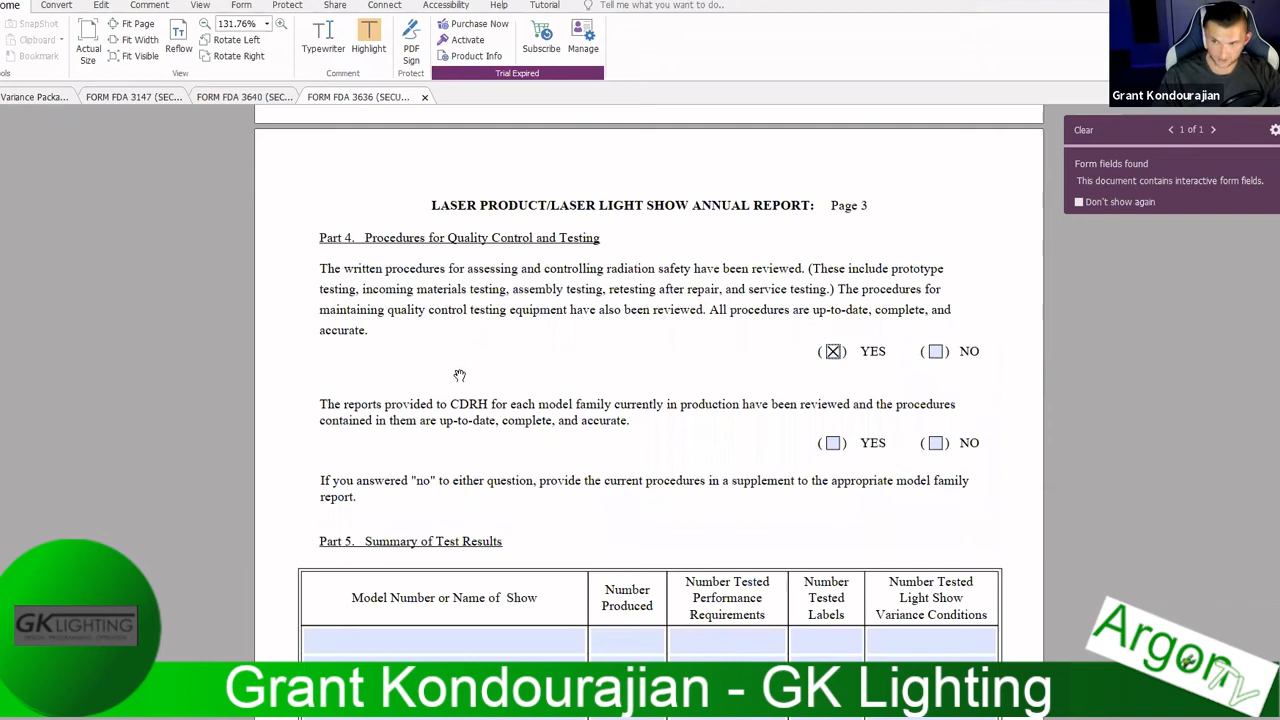 ome Convert Edit Comment View Form Protect Share Connect Accessibility Help Tutorial Tell me what you want to do..
SnapShot
Clipboard
Bookmark
ols
Actual Size
Fit Page
Fit Width
Fit Visible
Reflow
131.76%
Rotate Left
Rotate Right
View
Typewriter
Highlight
Comment
PDF Sign
Protect
Purchase Now
Activate
Product Info
Subscribe
Manage
Trial Expired
Grant Kondourajian
Variance Packa... FORM FDA 3147 (SEC... FORM FDA 3640 (SEC... FORM FDA 3636 (SECU...
Clear 1 of 1
Form fields found
This document contains interactive form fields.
Don't show again
LASER PRODUCT/LASER LIGHT SHOW ANNUAL REPORT: Page 3
Part 4. Procedures for Quality Control and Testing
The written procedures for assessing and controlling radiation safety have been reviewed. (These include prototype
testing, incoming materials testing, assembly testing, retesting after repair, and service testing.) The procedures for
maintaining quality control testing equipment have also been reviewed. All procedures are up-to-date, complete, and
accurate.
( ) YES ( ) NO
The reports provided to CDRH for each model family currently in production have been reviewed and the procedures
contained in them are up-to-date, complete, and accurate.
( ) YES ( ) NO
If you answered "no" to either question, provide the current procedures in a supplement to the appropriate model family
report.
Part 5. Summary of Test Results
Model Number or Name of Show
Number
Produced
Number Tested
Performance
Requirements
Number
Tested
Labels
Number Tested
Light Show
Variance Conditions
GK LIGHTING
DESIGN. PROGRAMMING. OPERATION
Grant Kondourajian - GK Lighting
Argon TV